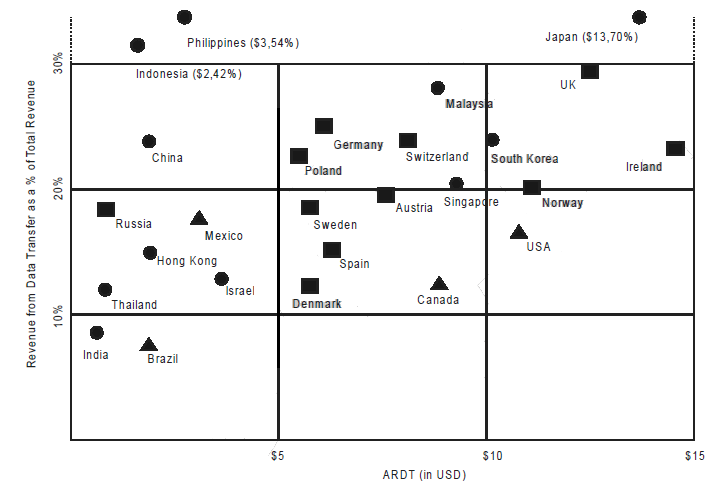 Philippines ($3,54%)
Japan ($13,70%)
Indonesia ($2,42%)
30%
UK
Malaysia
Germany
China
Switzerland
South Korea
Poland
Ireland
20%
Singapore
Norway
Austria
Russia
Sweden
Mexico
USA
Hong Kong
Spain
Israel
Thailand
Denmark
Canada
10%
India
Brazil
Revenue from Data Transfer as a % of Total Revenue
$5
$10
$15
ARDT (in USD)